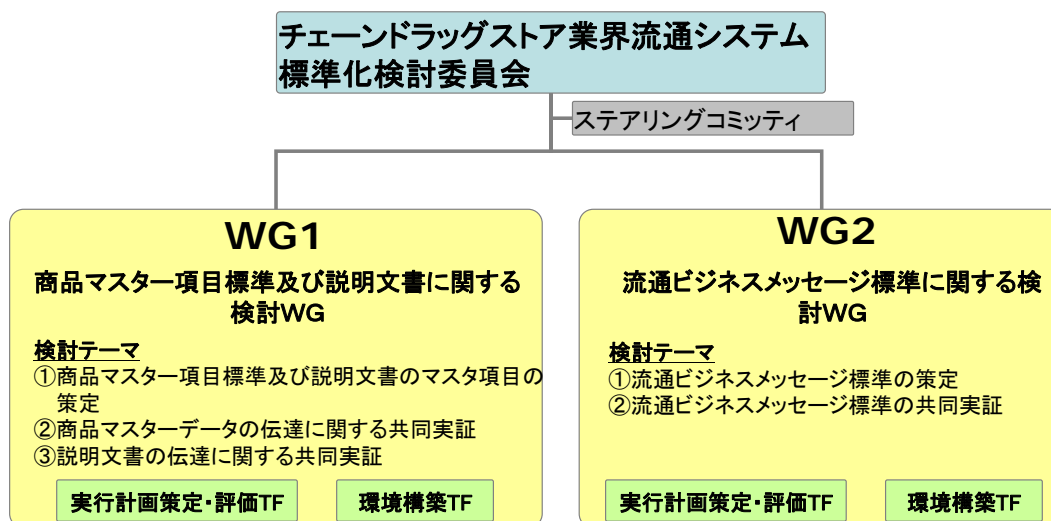 チェーンドラッグストア業界流通システム
標準化検討委員会
ステアリングコミッティ
WG1
商品マスター項目標準及び説明文書に関する
検討WG
検討テーマ
①商品マスター項目標準及び説明文書のマスタ項目の
策定
②商品マスターデータの伝達に関する共同実証
③説明文書の伝達に関する共同実証
実行計画策定・評価TF
環境構築TF
WG2
流通ビジネスメッセージ標準に関する検
討WG
検討テーマ
①流通ビジネスメッセージ標準の策定
②流通ビジネスメッセージ標準の共同実証
実行計画策定・評価TF
環境構築TF